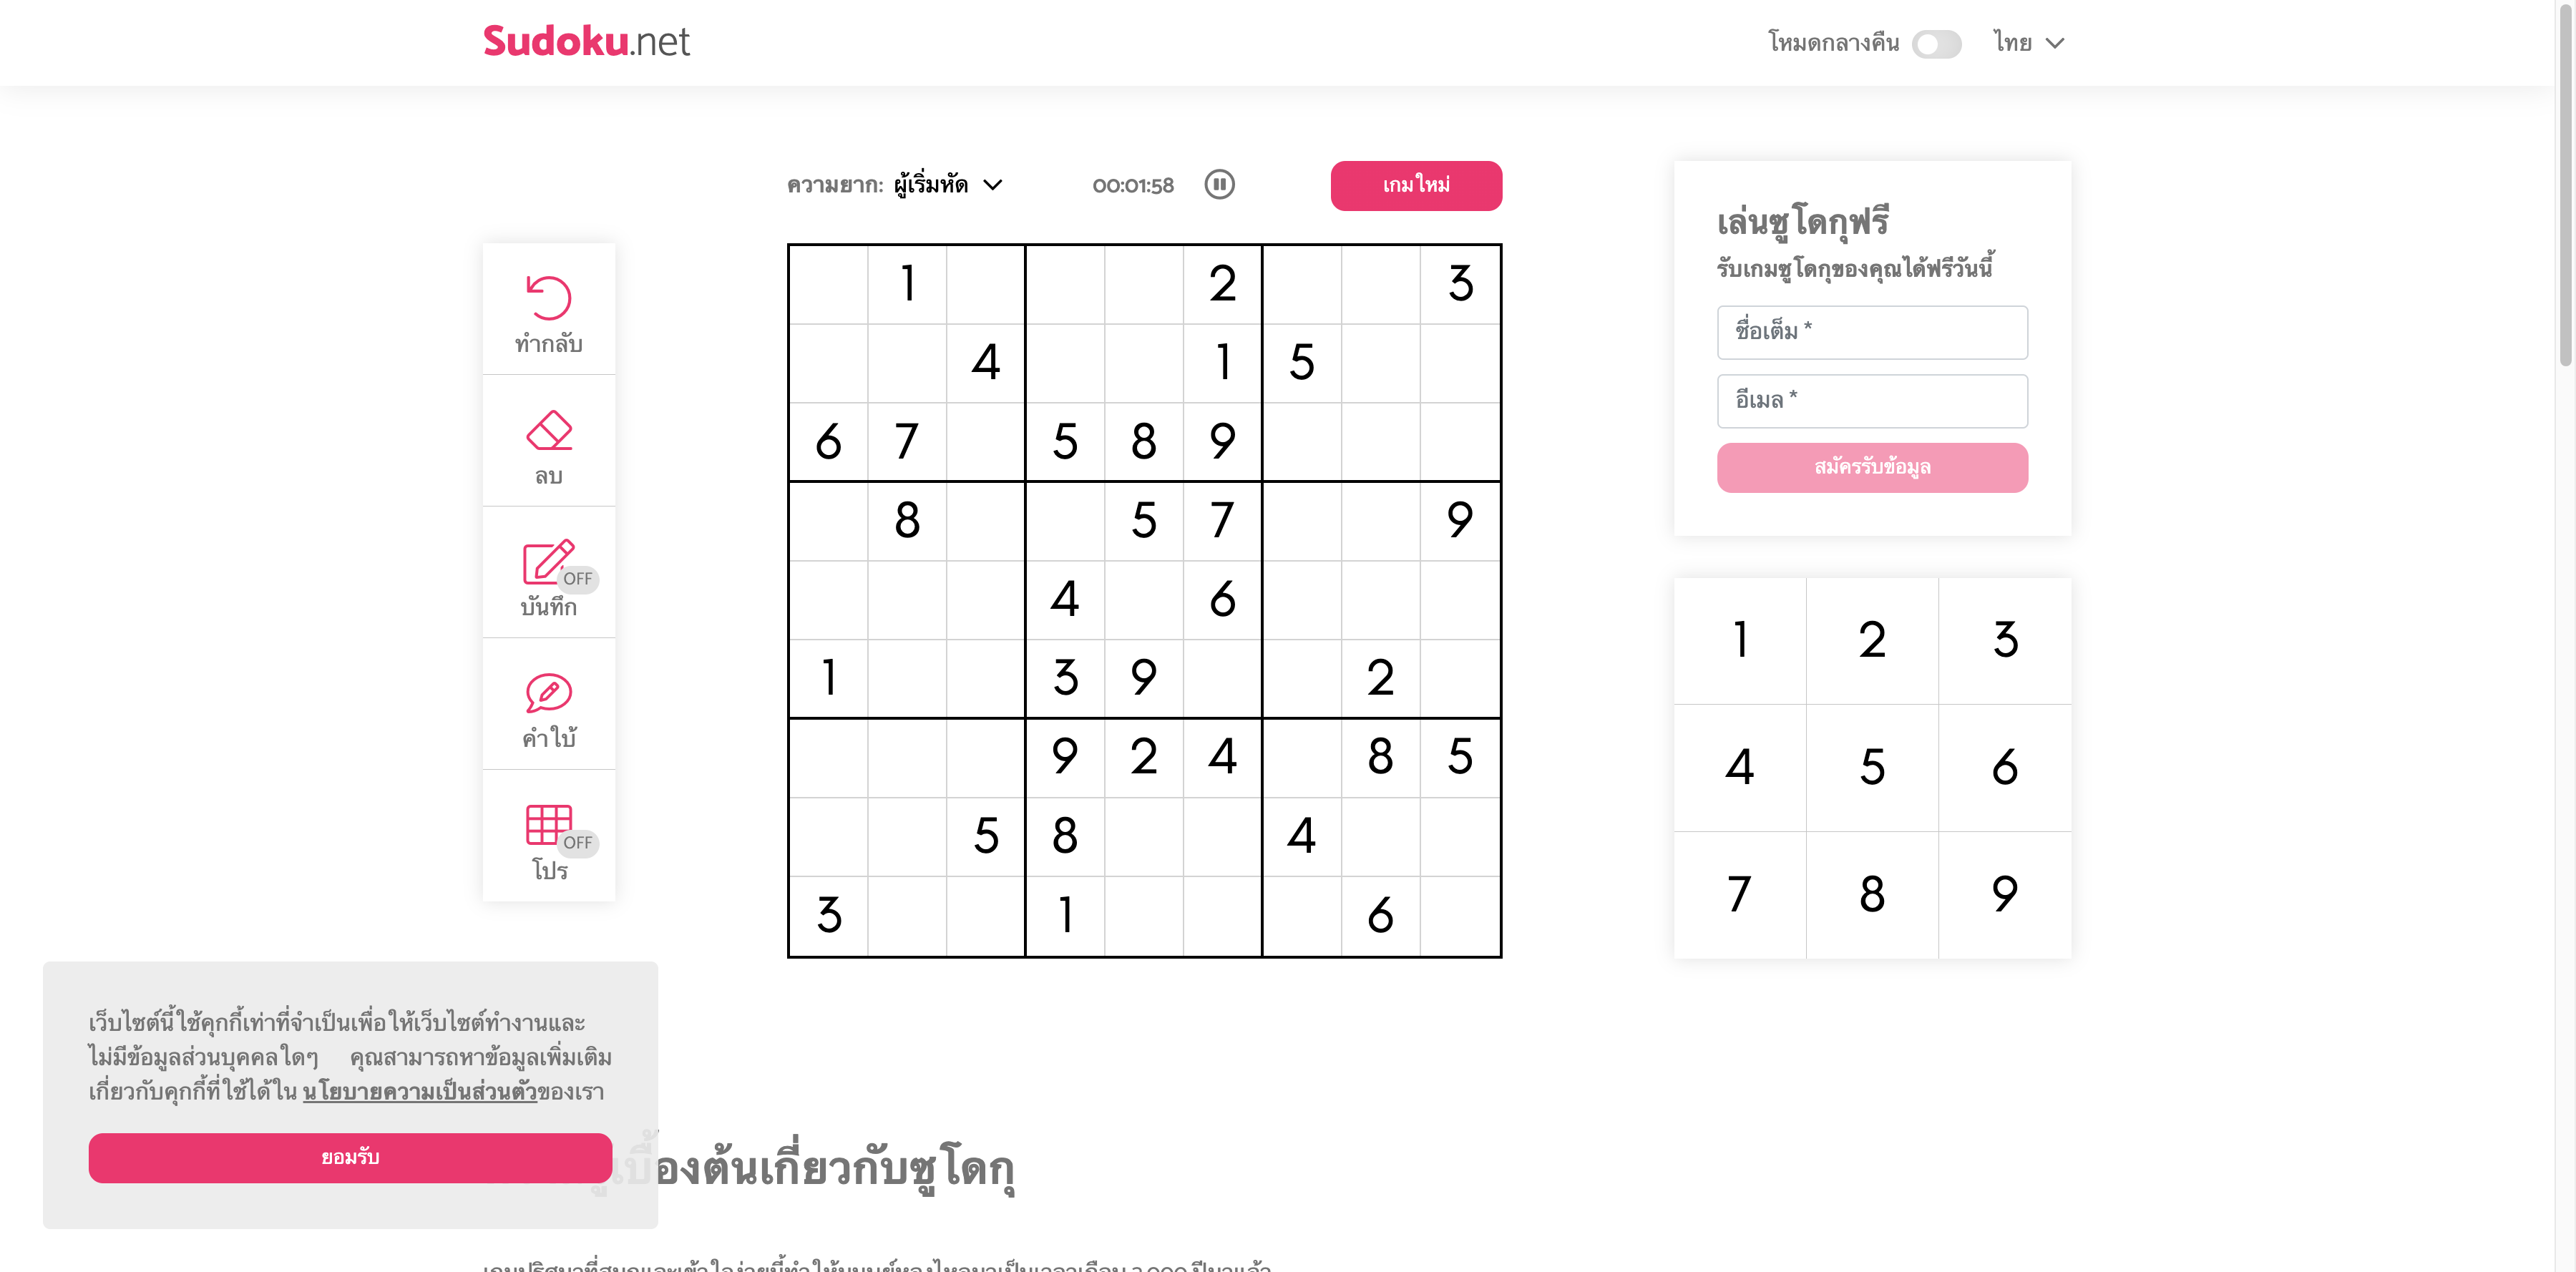 Sudoku.net
โหมดกลางคืน ไทย
ความยาก: ผู้เริ่มหัด 00:01:58 เกมใหม่
ทำกลับ
ลบ
OFF
บันทึก
คำใบ้
OFF
โปร
1 2 3
4 1 5
6 7 5 8 9
8 5 7 9
4 6
1 3 9 2
9 2 4 8 5
5 8 4
3 1 6
เล่นซูโดกุฟรี
รับเกมซูโดกุของคุณได้ฟรีวันนี้
ชื่อเต็ม *
อีเมล *
สมัครรับข้อมูล
1 2 3
4 5 6
7 8 9
เว็บไซต์นี้ใช้คุกกี้เท่าที่จำเป็นเพื่อให้เว็บไซต์ทำงานและ
ไม่มีข้อมูลส่วนบุคคลใดๆ คุณสามารถหาข้อมูลเพิ่มเติม
เกี่ยวกับคุกกี้ที่ใช้ได้ใน นโยบายความเป็นส่วนตัวของเรา
ยอมรับ
เบื้องต้นเกี่ยวกับซูโดกุ